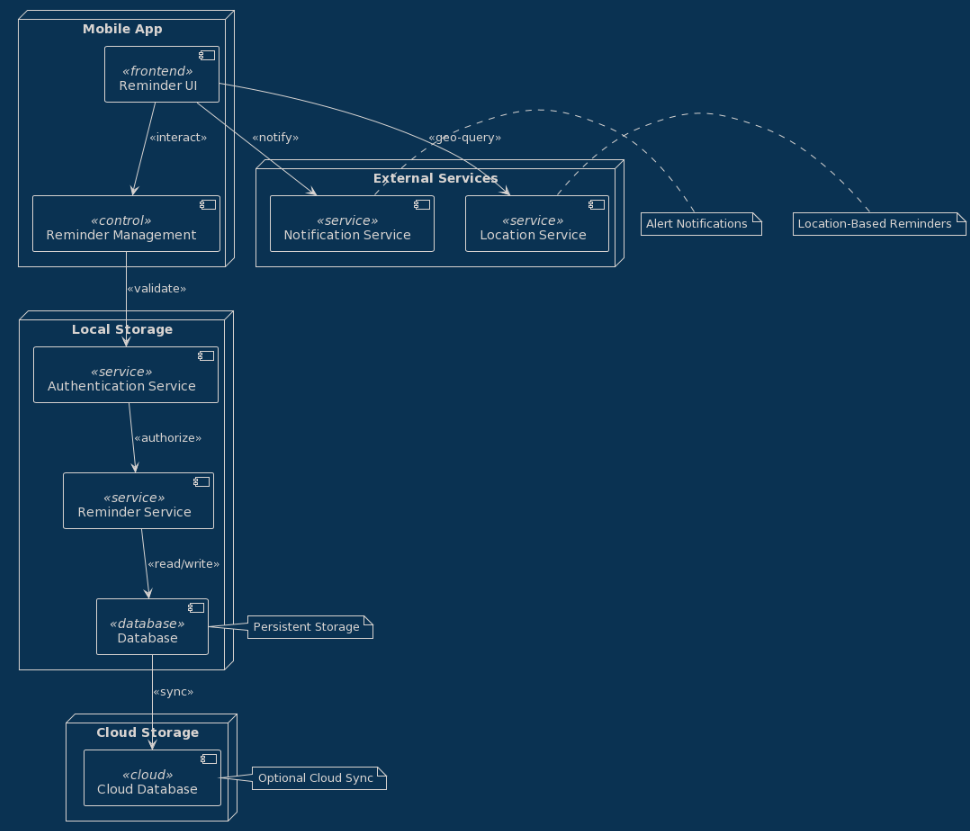 Mobile App
«frontend»
Reminder UI
«interact»
«notify»
«geo-query»
External Services
«control»
Reminder Management
«service»
Notification Service
«service»
Location Service
Alert Notifications
Location-Based Reminders
«validate»
Local Storage
«service»
Authentication Service
«authorize»
«service»
Reminder Service
«read/write»
«database»
Database
Persistent Storage
«sync»
Cloud Storage
«cloud»
Cloud Database
Optional Cloud Sync